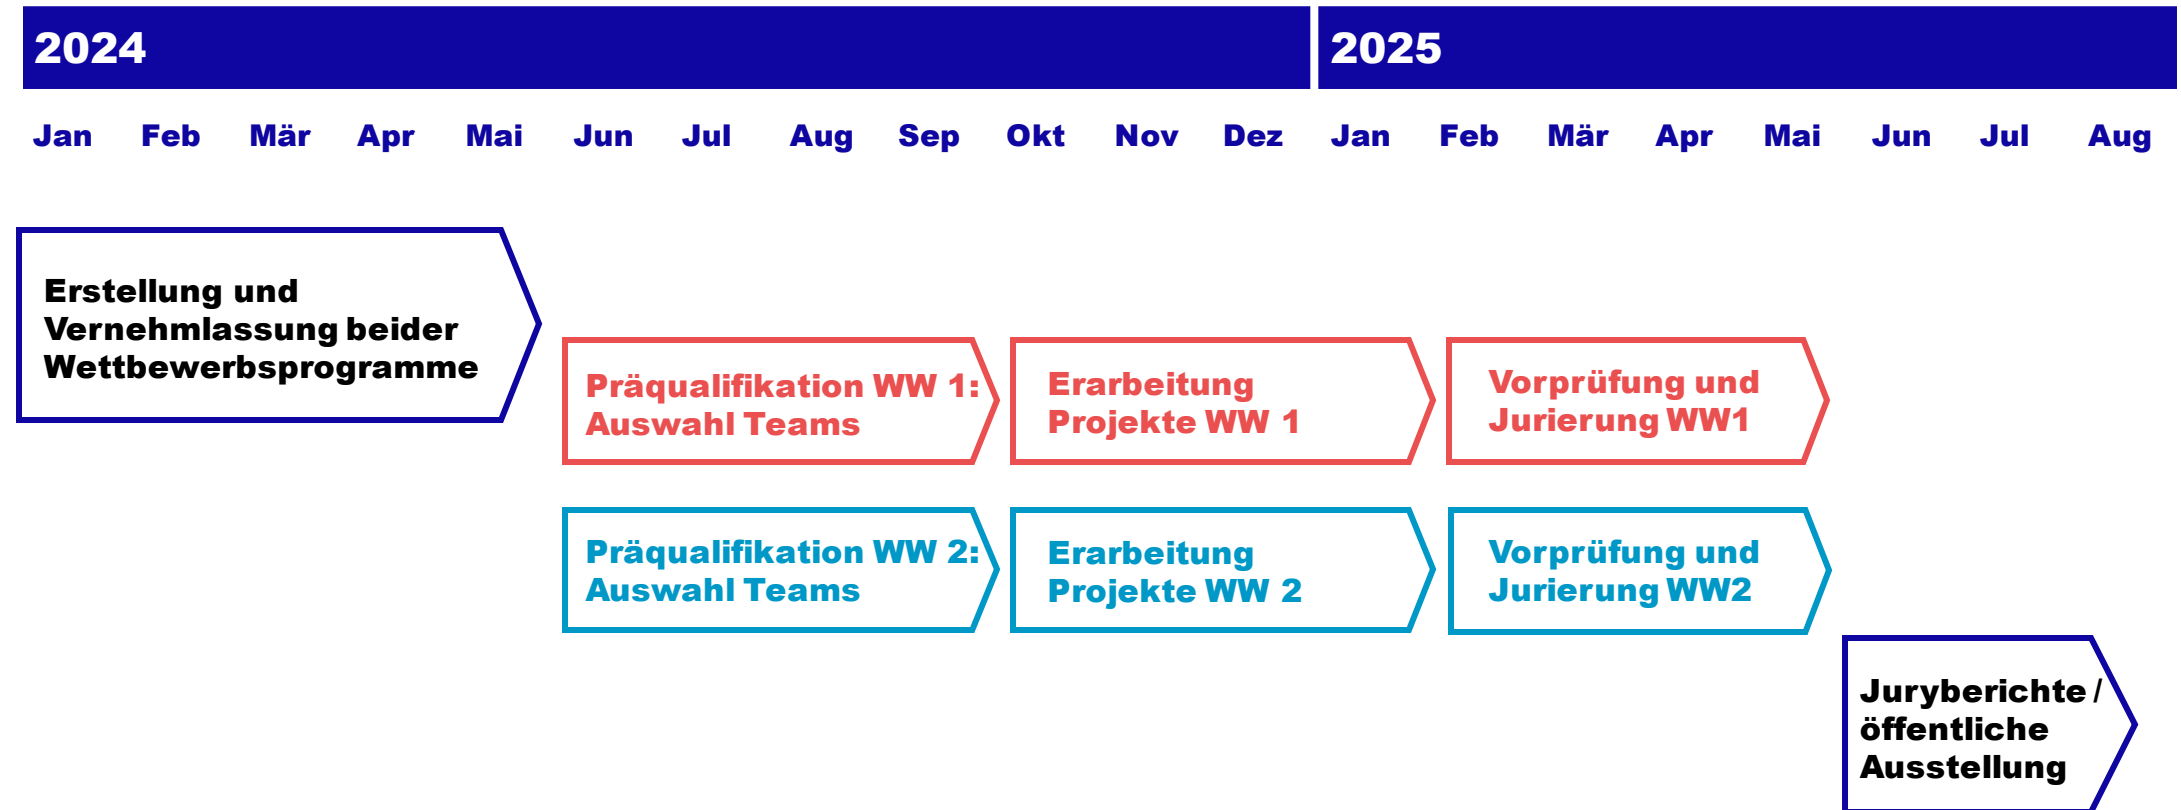 2024 2025
Jan Feb Mär Apr Mai Jun Jul Aug Sep Okt Nov Dez Jan Feb Mär Apr Mai Jun Jul Aug
Erstellung und
Vernehmlassung beider
Wettbewerbsprogramme
Präqualifikation WW 1:
Auswahl Teams
Erarbeitung
Projekte WW 1
Vorprüfung und
Jurierung WW1
Präqualifikation WW 2:
Auswahl Teams
Erarbeitung
Projekte WW 2
Vorprüfung und
Jurierung WW2
Juryberichte /
öffentliche
Ausstellung